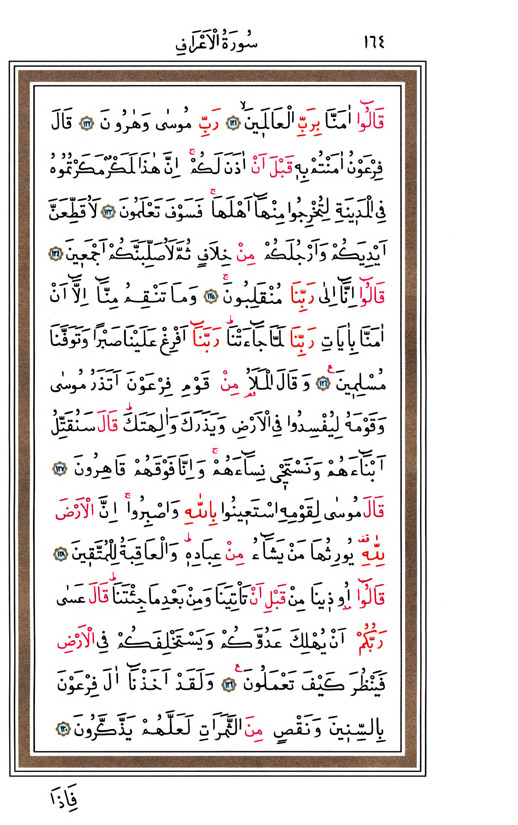 ١٦٤ سُورَةُ الْاَعْرَافِ
قَالُٓوا اٰمَنَّا بِرَبِّ الْعَالَمٖينَۙ ﴿١٢١﴾ رَبِّ مُوسٰى وَهٰرُونَ ﴿١٢٢﴾ قَالَ
فِرْعَوْنُ اٰمَنْتُمْ بِهٖ قَبْلَ اَنْ اٰذَنَ لَكُمْۚ اِنَّ هٰذَا لَمَكْرٌ مَكَرْتُمُوهُ
فِي الْمَدٖينَةِ لِتُخْرِجُوا مِنْهَٓا اَهْلَهَاۚ فَسَوْفَ تَعْلَمُونَ ﴿١٢٣﴾ لَاُقَطِّعَنَّ
اَيْدِيَكُمْ وَاَرْجُلَكُمْ مِنْ خِلَافٍ ثُمَّ لَاُصَلِّبَنَّكُمْ اَجْمَعٖينَ ﴿١٢٤﴾
قَالُٓوا اِنَّٓا اِلٰى رَبِّنَا مُنْقَلِبُونَۚ ﴿١٢٥﴾ وَمَا تَنْقِمُ مِنَّٓا اِلَّٓا اَنْ
اٰمَنَّا بِاٰيَاتِ رَبِّنَا لَمَّا جَٓاءَتْنَاۜ رَبَّنَٓا اَفْرِغْ عَلَيْنَا صَبْرًا وَتَوَفَّنَا
مُسْلِمٖينَࣖ ﴿١٢٦﴾ وَقَالَ الْمَلَاُ مِنْ قَوْمِ فِرْعَوْنَ اَتَذَرُ مُوسٰى
وَقَوْمَهُ لِيُفْسِدُوا فِي الْاَرْضِ وَيَذَرَكَ وَاٰلِهَتَكَۜ قَالَ سَنُقَتِّلُ
اَبْنَٓاءَهُمْ وَنَسْتَحْيٖ نِسَٓاءَهُمْۚ وَاِنَّا فَوْقَهُمْ قَاهِرُونَ ﴿١٢٧﴾
قَالَ مُوسٰى لِقَوْمِهِ اسْتَعٖينُوا بِاللّٰهِ وَاصْبِرُواۚ اِنَّ الْاَرْضَ
لِلّٰهِࣞ يُورِثُهَا مَنْ يَشَٓاءُ مِنْ عِبَادِهٖۜ وَالْعَاقِبَةُ لِلْمُتَّقٖينَ ﴿١٢٨﴾
قَالُٓوا اُو۫ذٖينَا مِنْ قَبْلِ اَنْ تَأْتِيَنَا وَمِنْ بَعْدِ مَا جِئْتَنَاۜ قَالَ عَسٰى
رَبُّكُمْ اَنْ يُهْلِكَ عَدُوَّكُمْ وَيَسْتَخْلِفَكُمْ فِي الْاَرْضِ
فَيَنْظُرَ كَيْفَ تَعْمَلُونَࣖ ﴿١٢٩﴾ وَلَقَدْ اَخَذْنَٓا اٰلَ فِرْعَوْنَ
بِالسِّنٖينَ وَنَقْصٍ مِنَ الثَّمَرَاتِ لَعَلَّهُمْ يَذَّكَّرُونَ ﴿١٣٠﴾
فَاِذَا